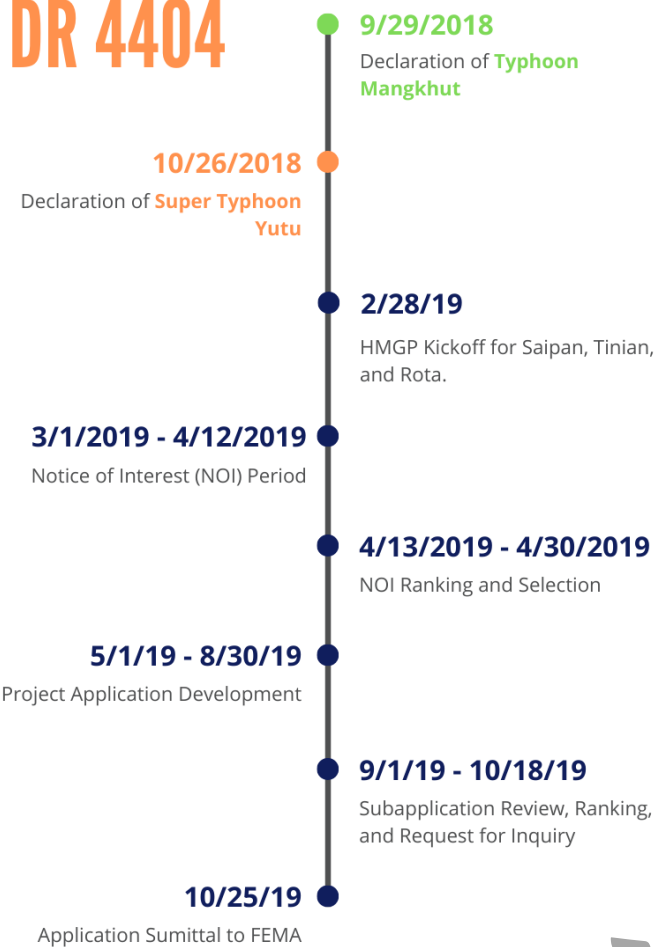 DR 4404
9/29/2018
Declaration of Typhoon
Mangkhut
10/26/2018
Declaration of Super Typhoon
Yutu
2/28/19
HMGP Kickoff for Saipan, Tinian,
and Rota.
3/1/2019 - 4/12/2019
Notice of Interest (NOI) Period
4/13/2019 - 4/30/2019
NOI Ranking and Selection
5/1/19 - 8/30/19
Project Application Development
9/1/19 - 10/18/19
Subapplication Review, Ranking,
and Request for Inquiry
10/25/19
Application Sumittal to FEMA